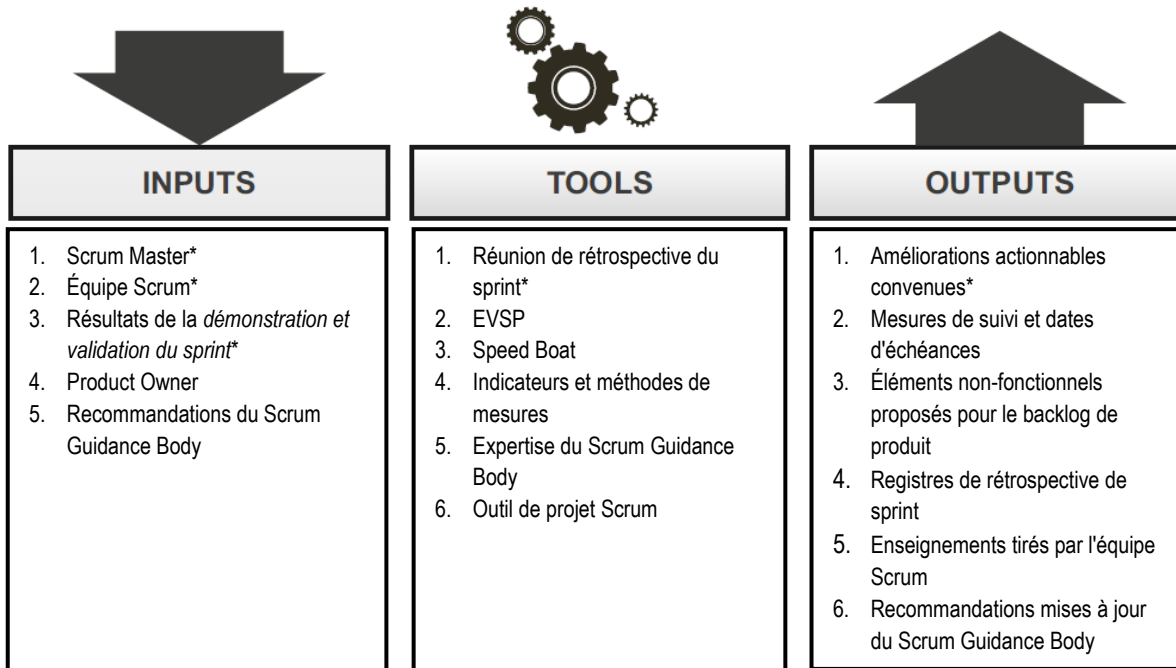 INPUTS
1. Scrum Master*
2. Équipe Scrum*
3. Résultats de la démonstration et
validation du sprint*
4. Product Owner
5. Recommandations du Scrum
Guidance Body
TOOLS
1. Réunion de rétrospective du
sprint*
2. EVSP
3. Speed Boat
4. Indicateurs et méthodes de
mesures
5. Expertise du Scrum Guidance
Body
6. Outil de projet Scrum
OUTPUTS
1. Améliorations actionnables
convenues*
2. Mesures de suivi et dates
d'échéances
3. Éléments non-fonctionnels
proposés pour le backlog de
produit
4. Registres de rétrospective de
sprint
5. Enseignements tirés par l'équipe
Scrum
6. Recommandations mises à jour
du Scrum Guidance Body